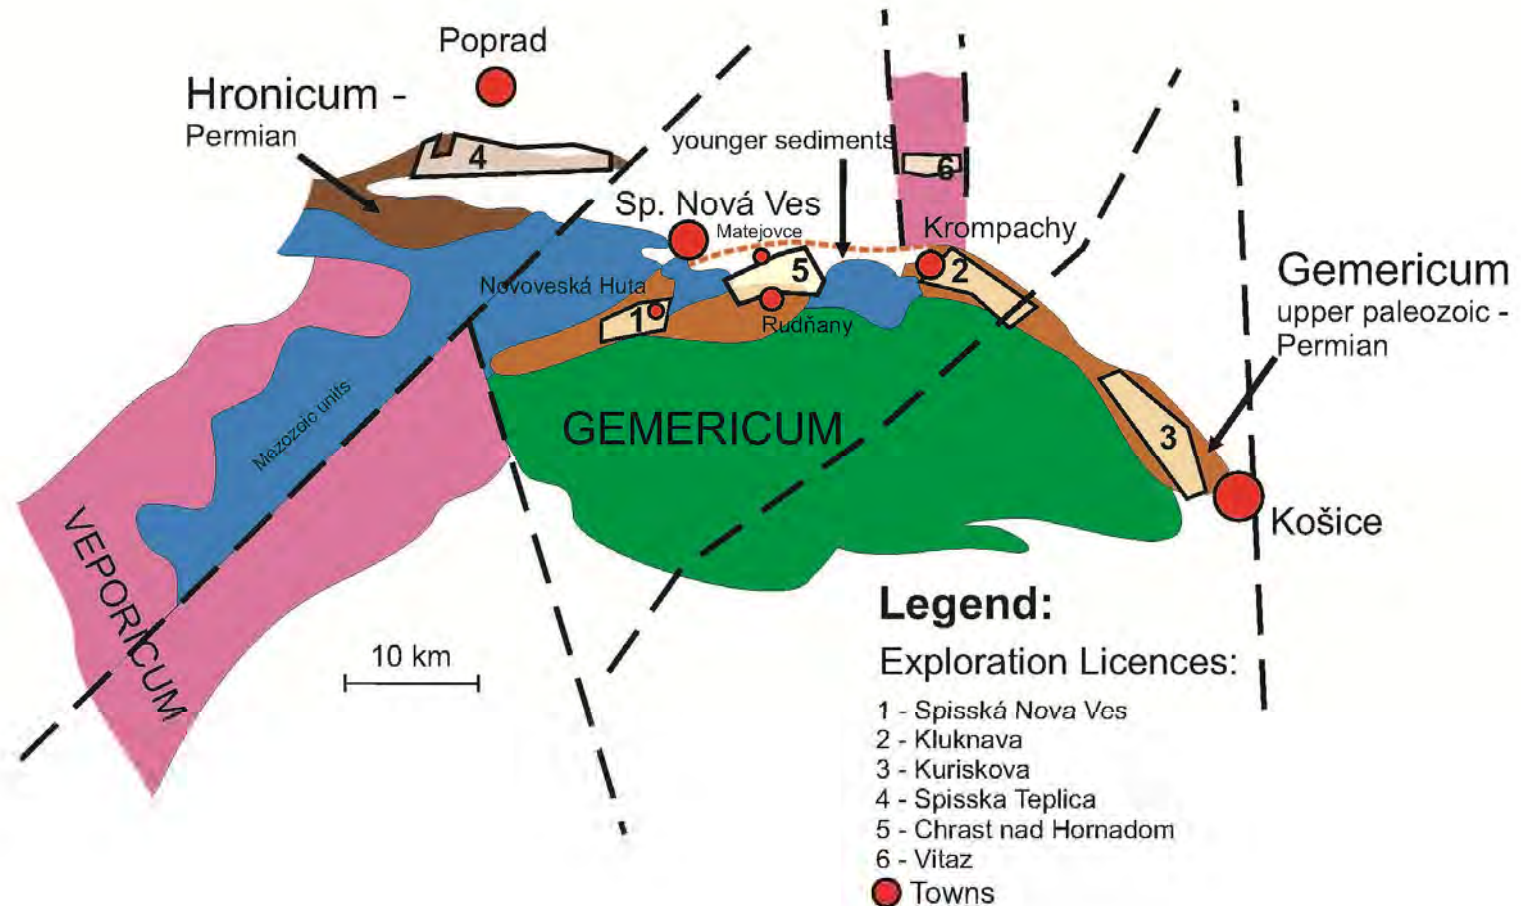 Poprad
Hronicum -
Permian
4
younger sediments
6
Sp. Nová Ves
Matejovce
Krompachy
5
2
Novoveská Huta
1
Rudňany
Gemericum
upper paleozoic -
Permian
Mezozoic units
GEMERICUM
3
Košice
VEPORICUM
10 km
Legend:
Exploration Licences:
1 - Spisská Nova Ves
2 - Kluknava
3 - Kuriskova
4 - Spisska Teplica
5 - Chrast nad Hornadom
6 - Vitaz
Towns